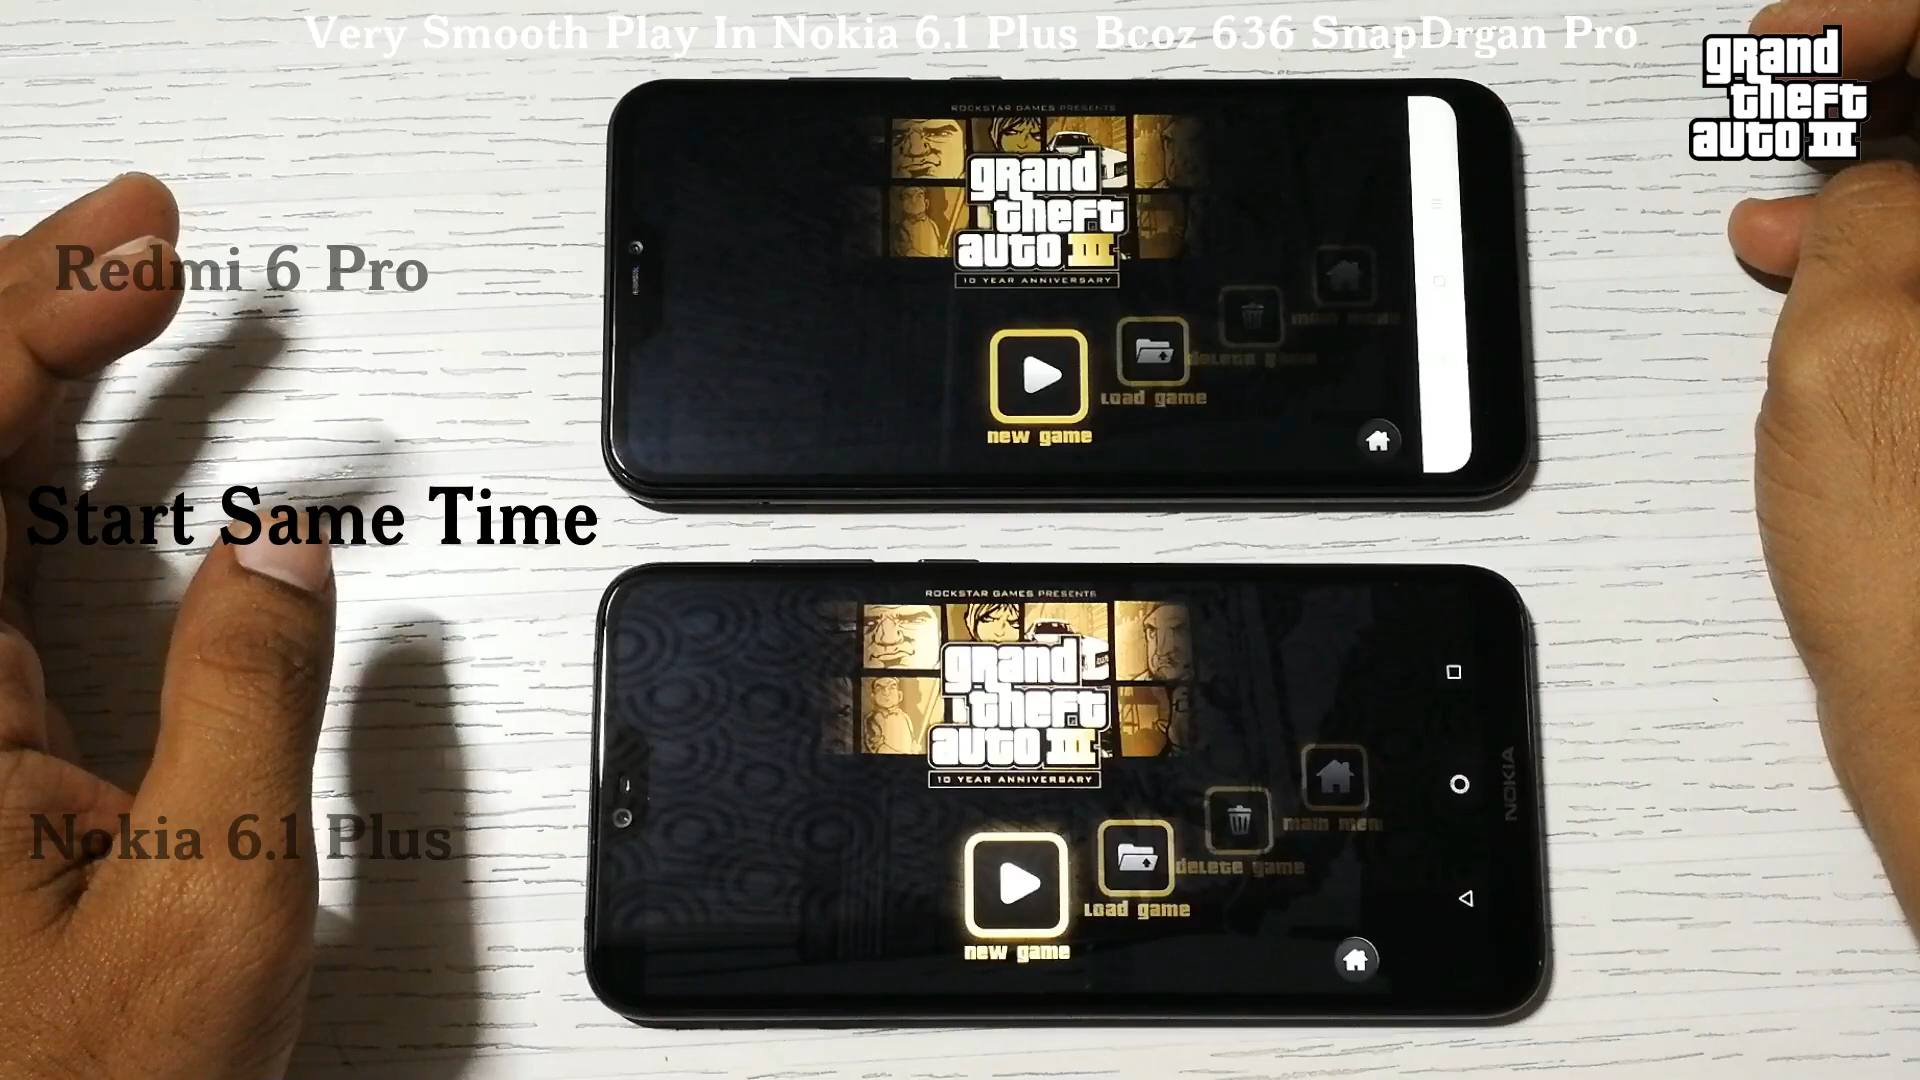 Very Smooth Play In Nokia 6.1 Plus Bcoz 636 SnapDrgan Pro
grand
theft
auto III
Redmi 6 Pro
ROCKSTAR GAMES PRESENTS
grand
theft
auto III
10 YEAR ANNIVERSARY
main menu
delete game
Load game
new game
Start Same Time
ROCKSTAR GAMES PRESENTS
grand
theft
auto III
10 YEAR ANNIVERSARY
NOKIA
main men
delete game
Load game
new game
Nokia 6.1 Plus